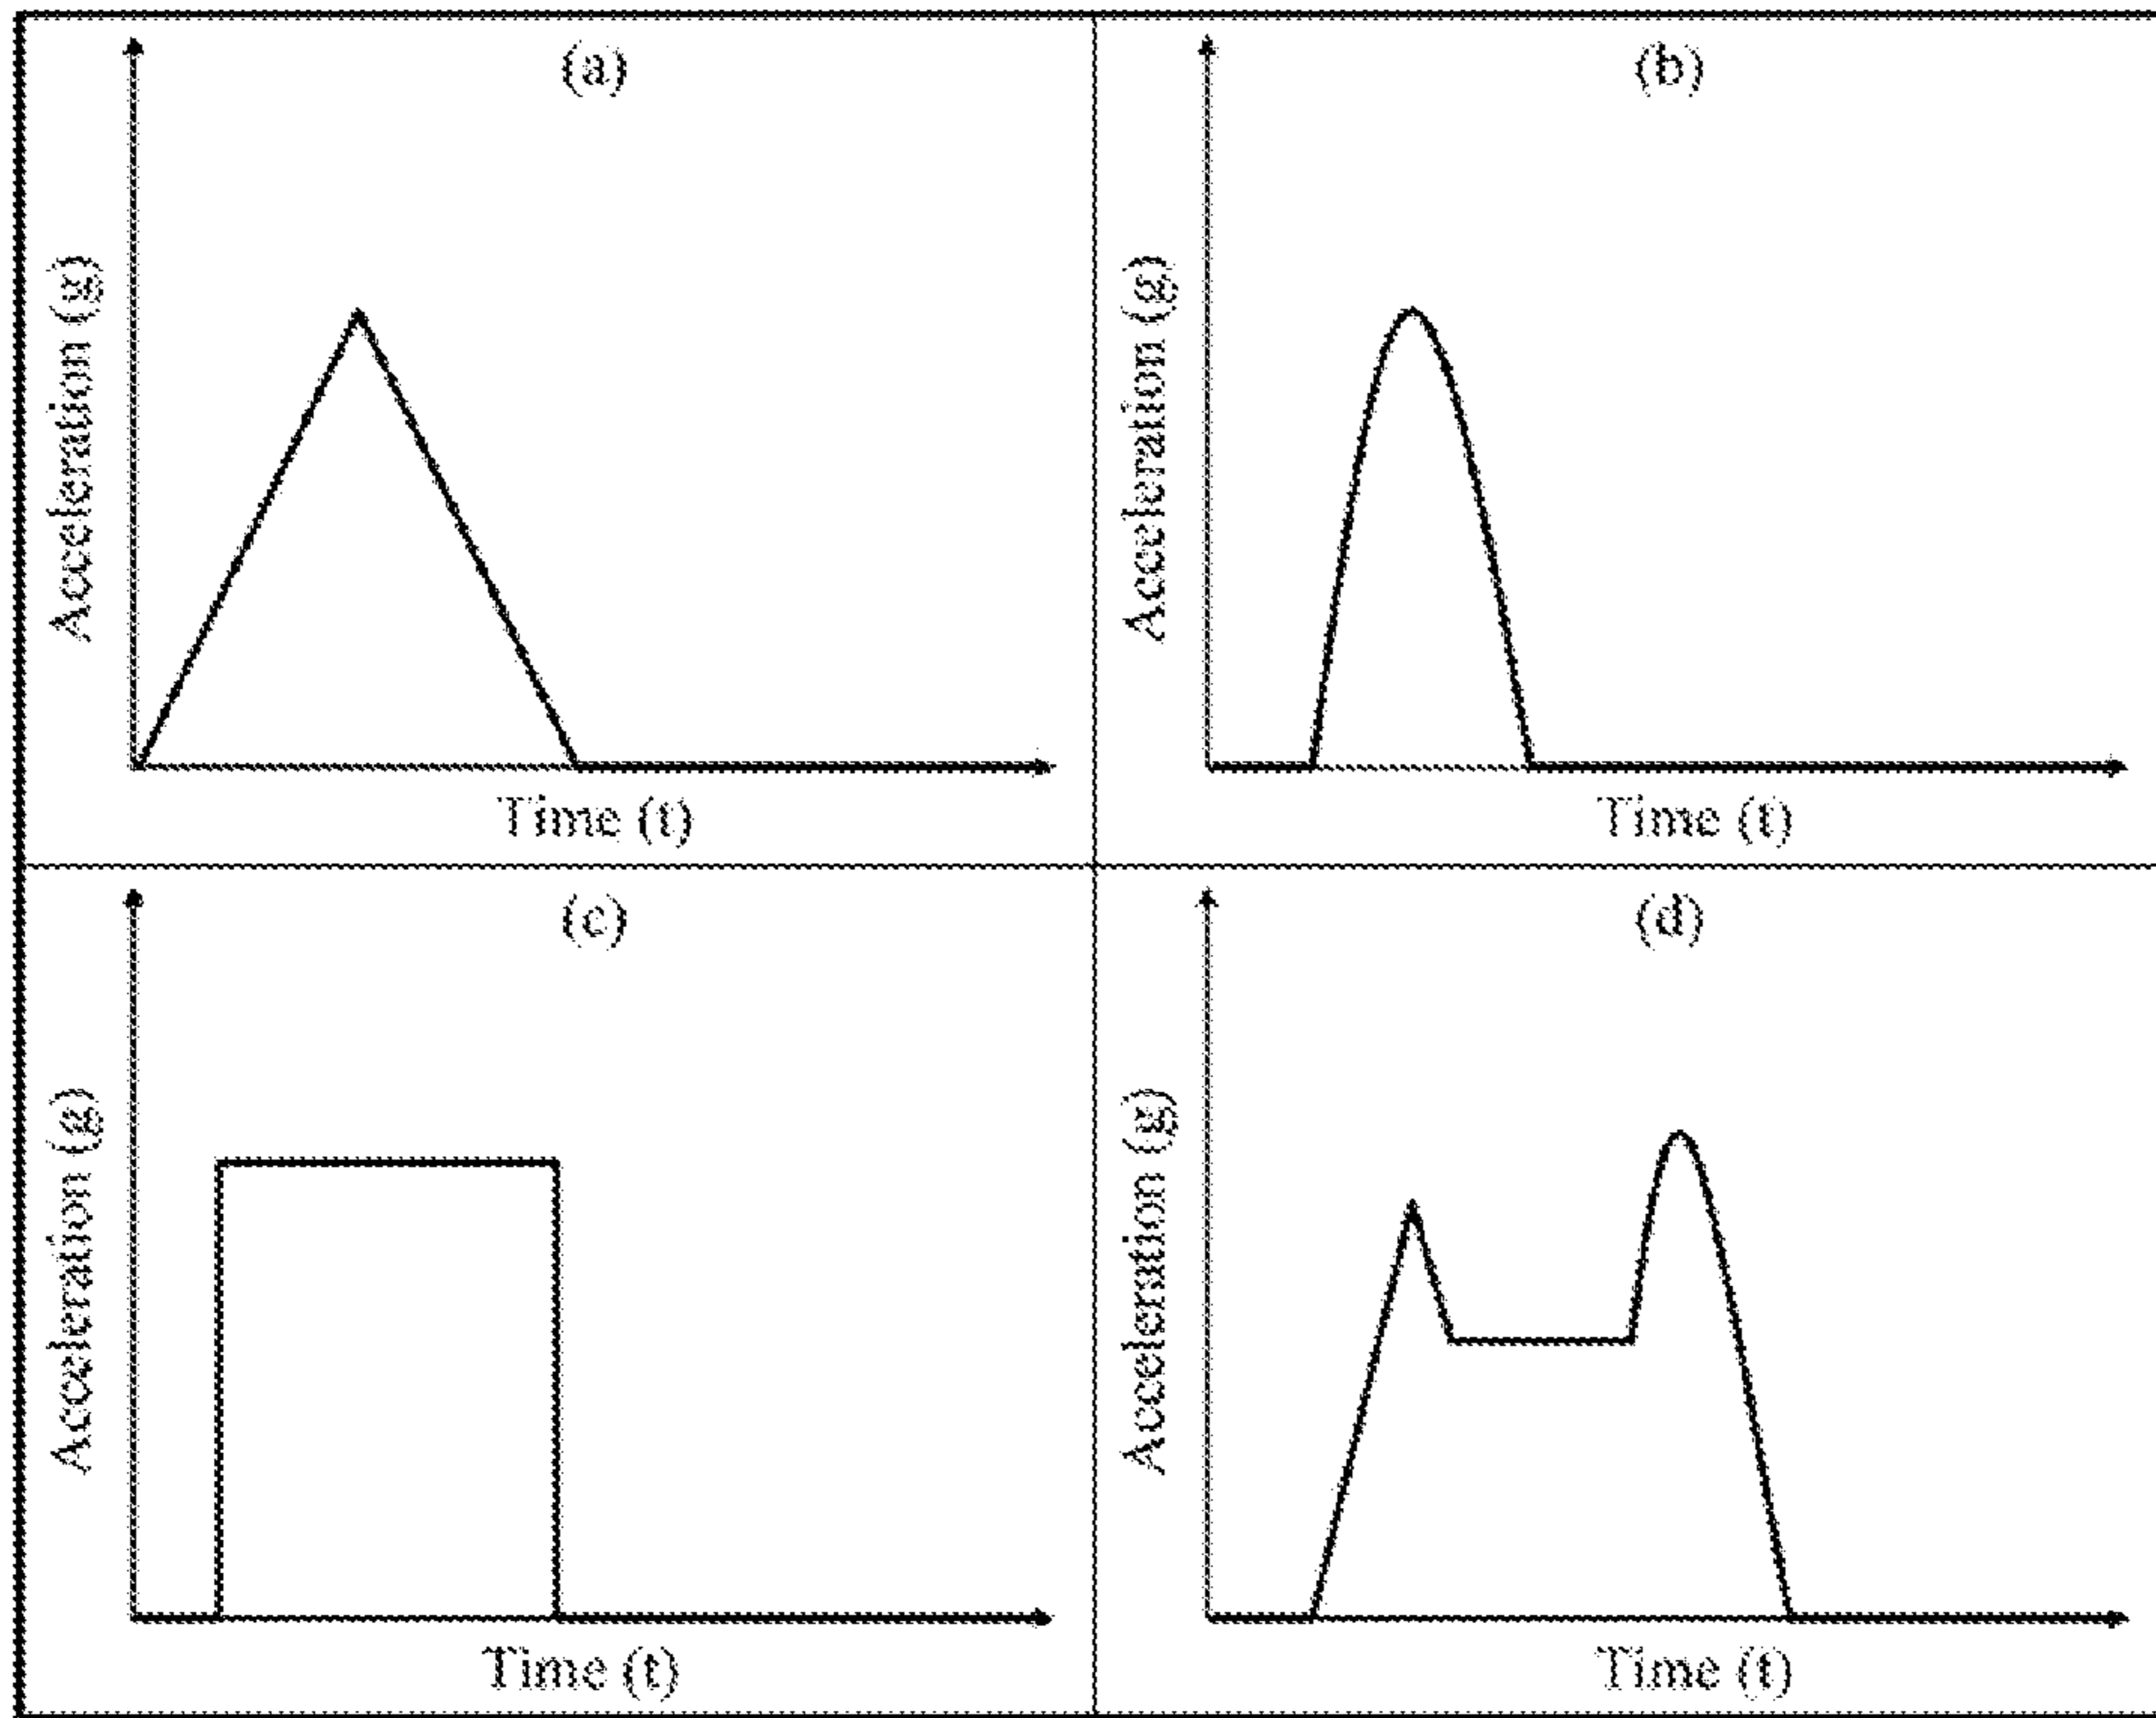 (a)
Acceleration (g)
Time (t)
(b)
Acceleration (g)
Time (t)
(c)
Acceleration (g)
Time (t)
(d)
Acceleration (g)
Time (t)